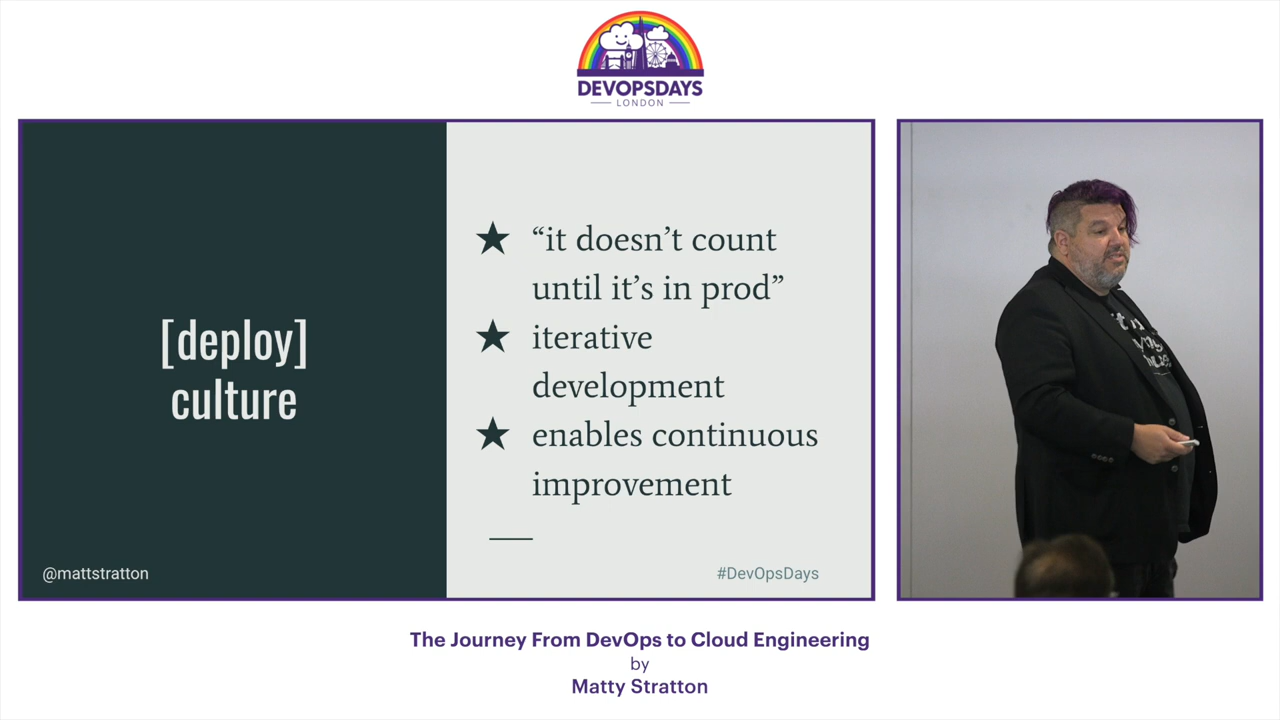 DEVOPSDAYS
LONDON
[deploy]
culture
@mattstratton
★ “it doesn’t count
until it’s in prod”
★ iterative
development
★ enables continuous
improvement
#DevOpsDays
The Journey From DevOps to Cloud Engineering
by
Matty Stratton